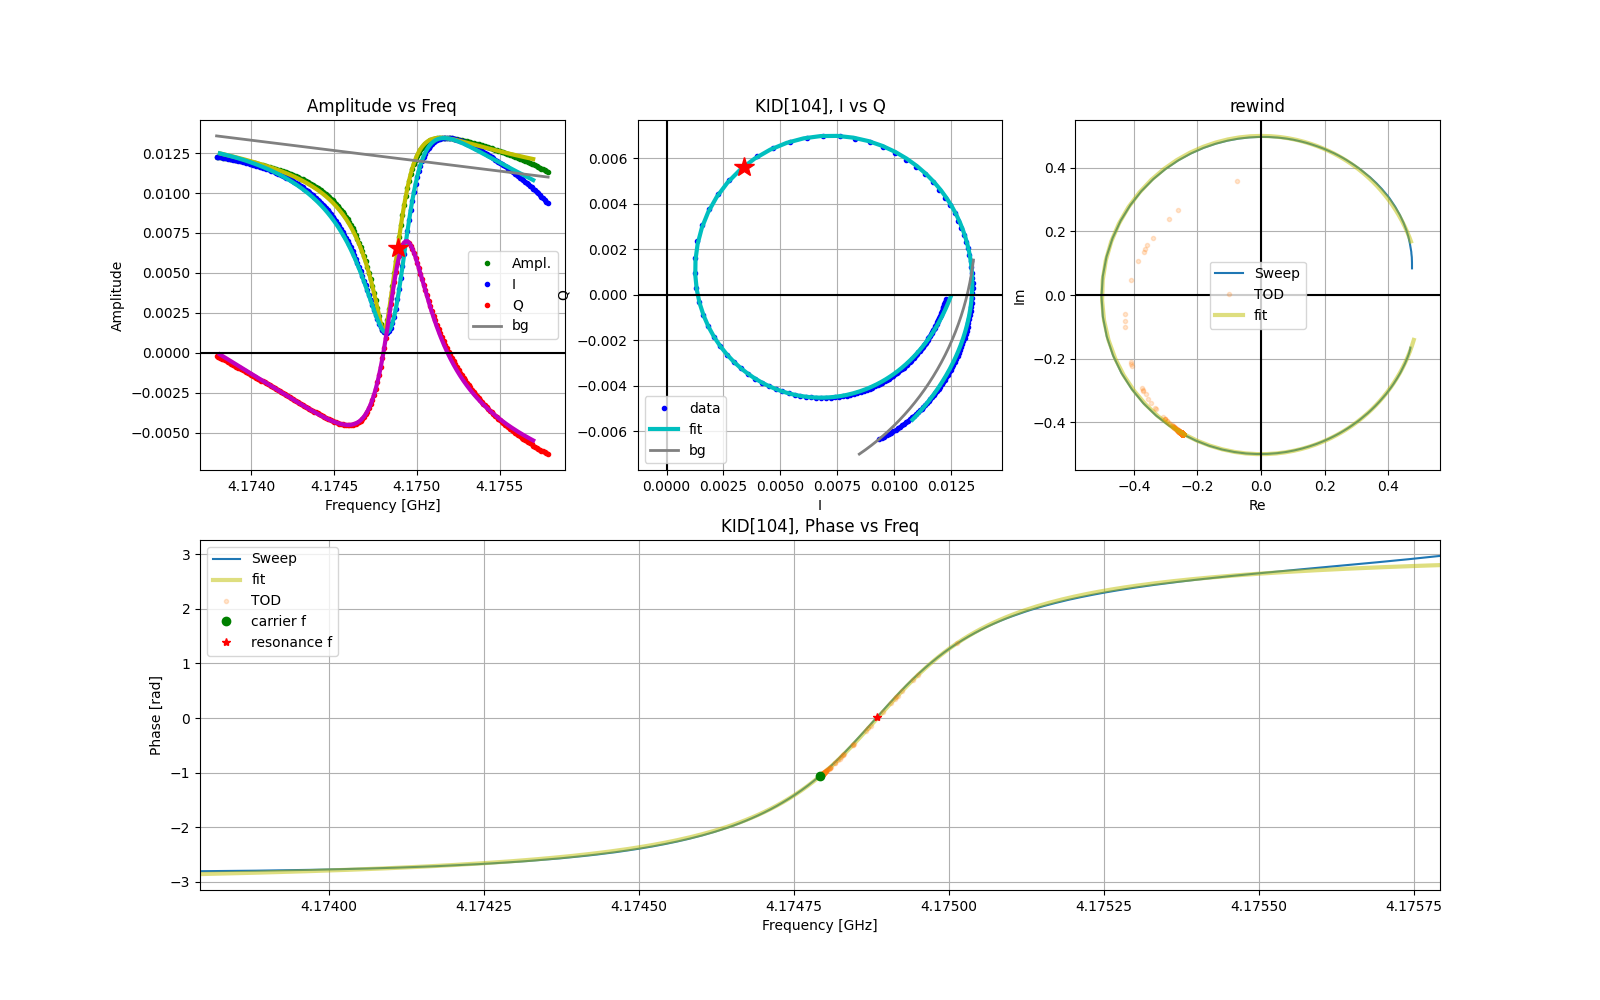 Amplitude vs Freq
Amplitude
0.0125
0.0100
0.0075
0.0050
0.0025
0.0000
−0.0025
−0.0050
Ampl.
I
Q
bg
4.1740
4.1745
4.1750
4.1755
Frequency [GHz]
KID[104], I vs Q
Q
0.006
0.004
0.002
0.000
−0.002
−0.004
−0.006
data
fit
bg
0.0000
0.0025
0.0050
0.0075
0.0100
0.0125
I
rewind
Im
0.4
0.2
0.0
−0.2
−0.4
Sweep
TOD
fit
−0.4
−0.2
0.0
0.2
0.4
Re
KID[104], Phase vs Freq
Phase [rad]
3
2
1
0
−1
−2
−3
Sweep
fit
TOD
carrier f
resonance f
4.17400
4.17425
4.17450
4.17475
4.17500
4.17525
4.17550
4.17575
Frequency [GHz]